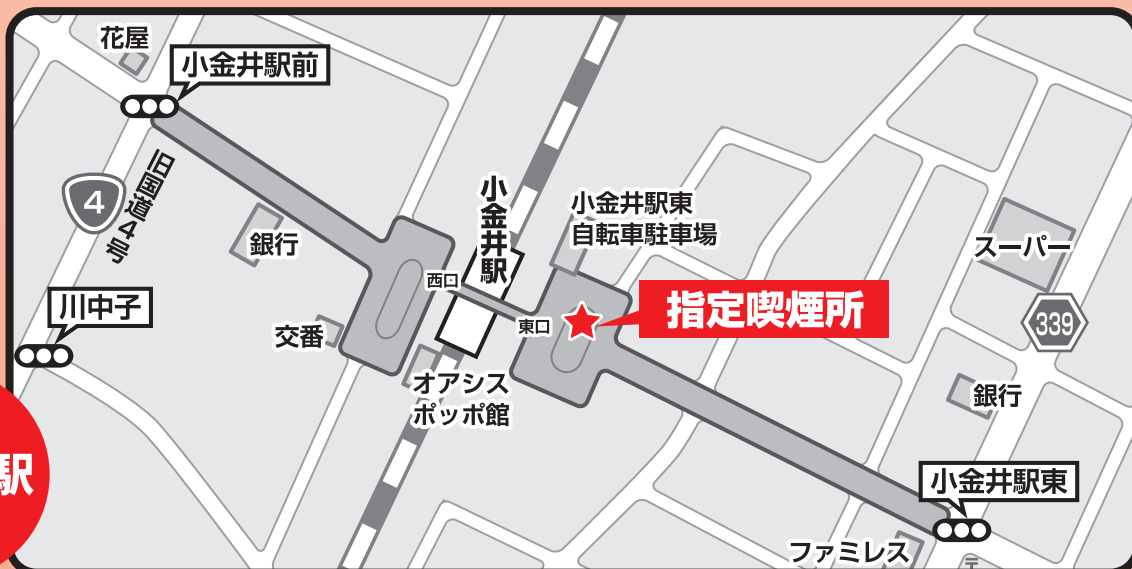 花屋
小金井駅前
4
旧国道4号
銀行
川中子
交番
小金井駅
西口
東口
小金井駅東
自転車駐車場
指定喫煙所
オアシス
ポッポ館
スーパー
339
銀行
小金井駅東
ファミレス
〒
駅